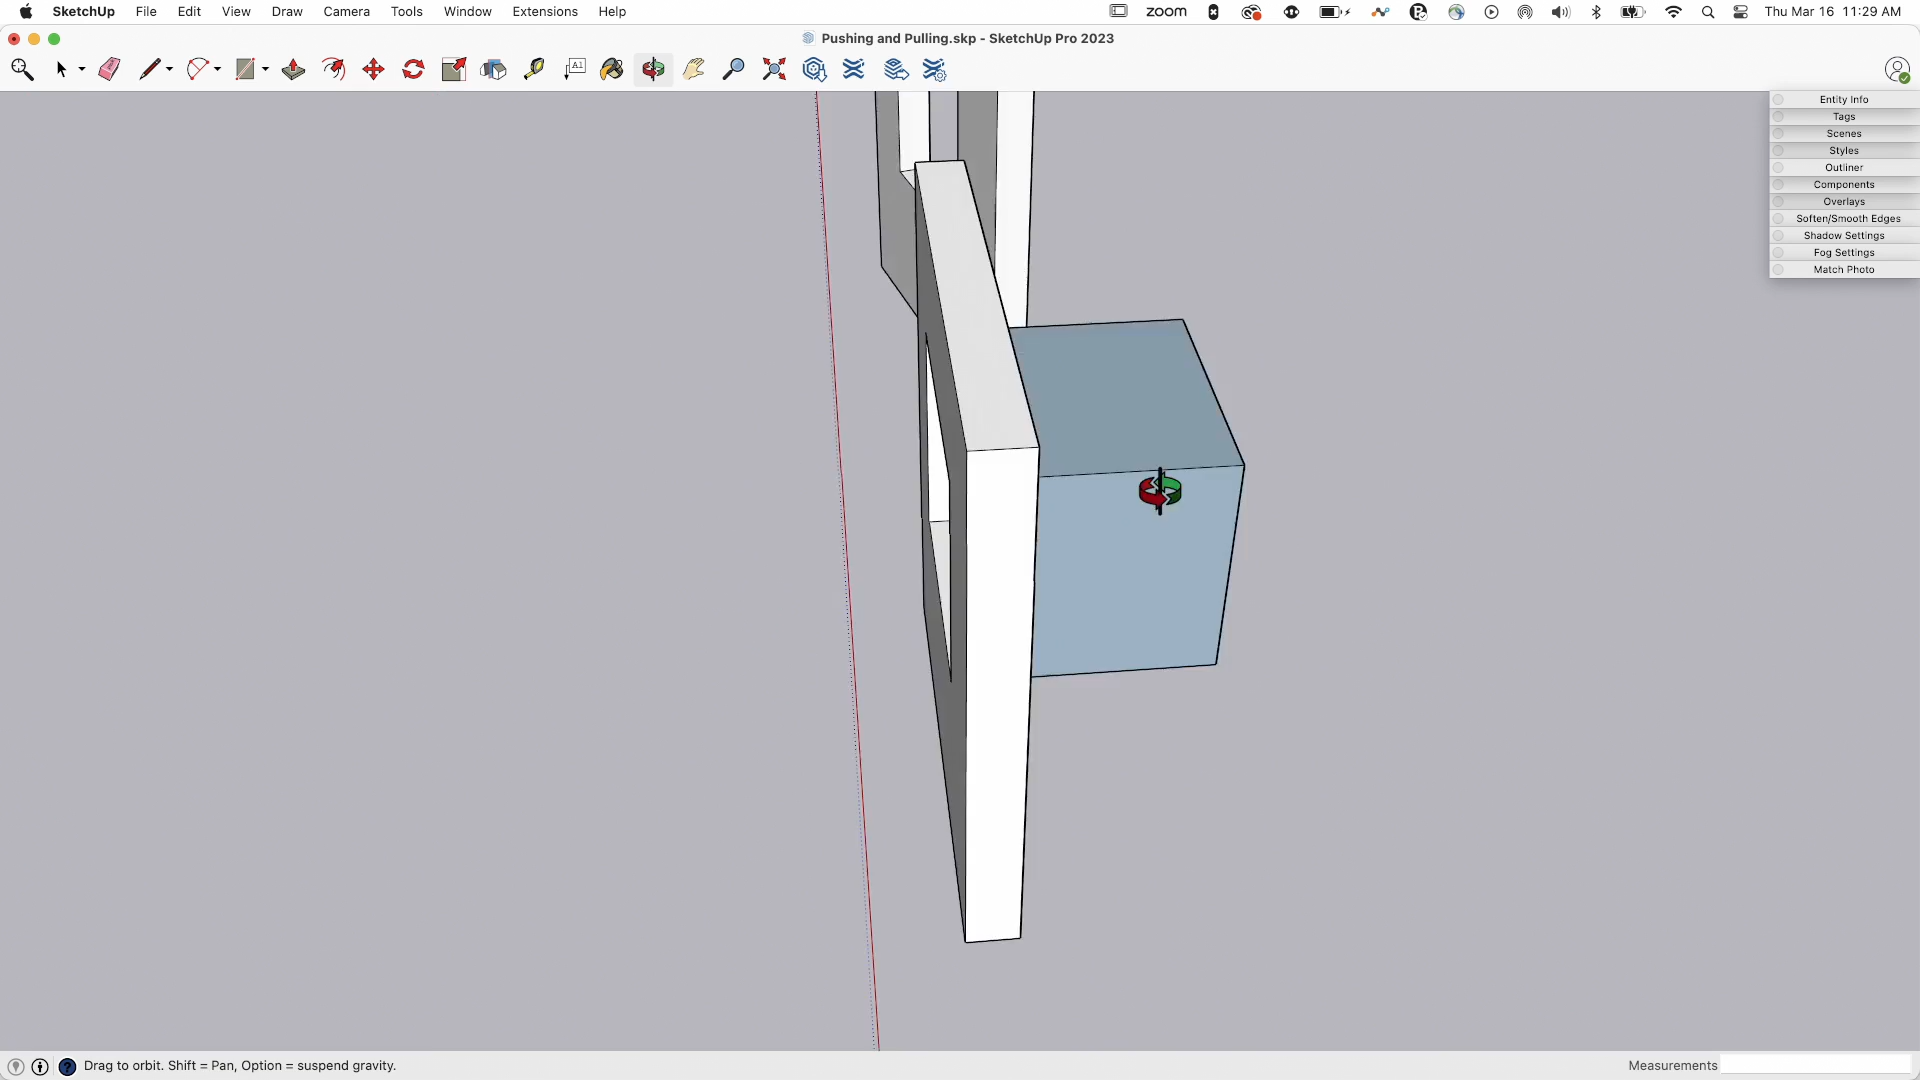 SketchUp File Edit View Draw Camera Tools Window Extensions Help zoom Thu Mar 16 11:29 AM
Pushing and Pulling.skp - SketchUp Pro 2023
A1
Entity Info
Tags
Scenes
Styles
Outliner
Components
Overlays
Soften/Smooth Edges
Shadow Settings
Fog Settings
Match Photo
Drag to orbit. Shift = Pan, Option = suspend gravity. Measurements